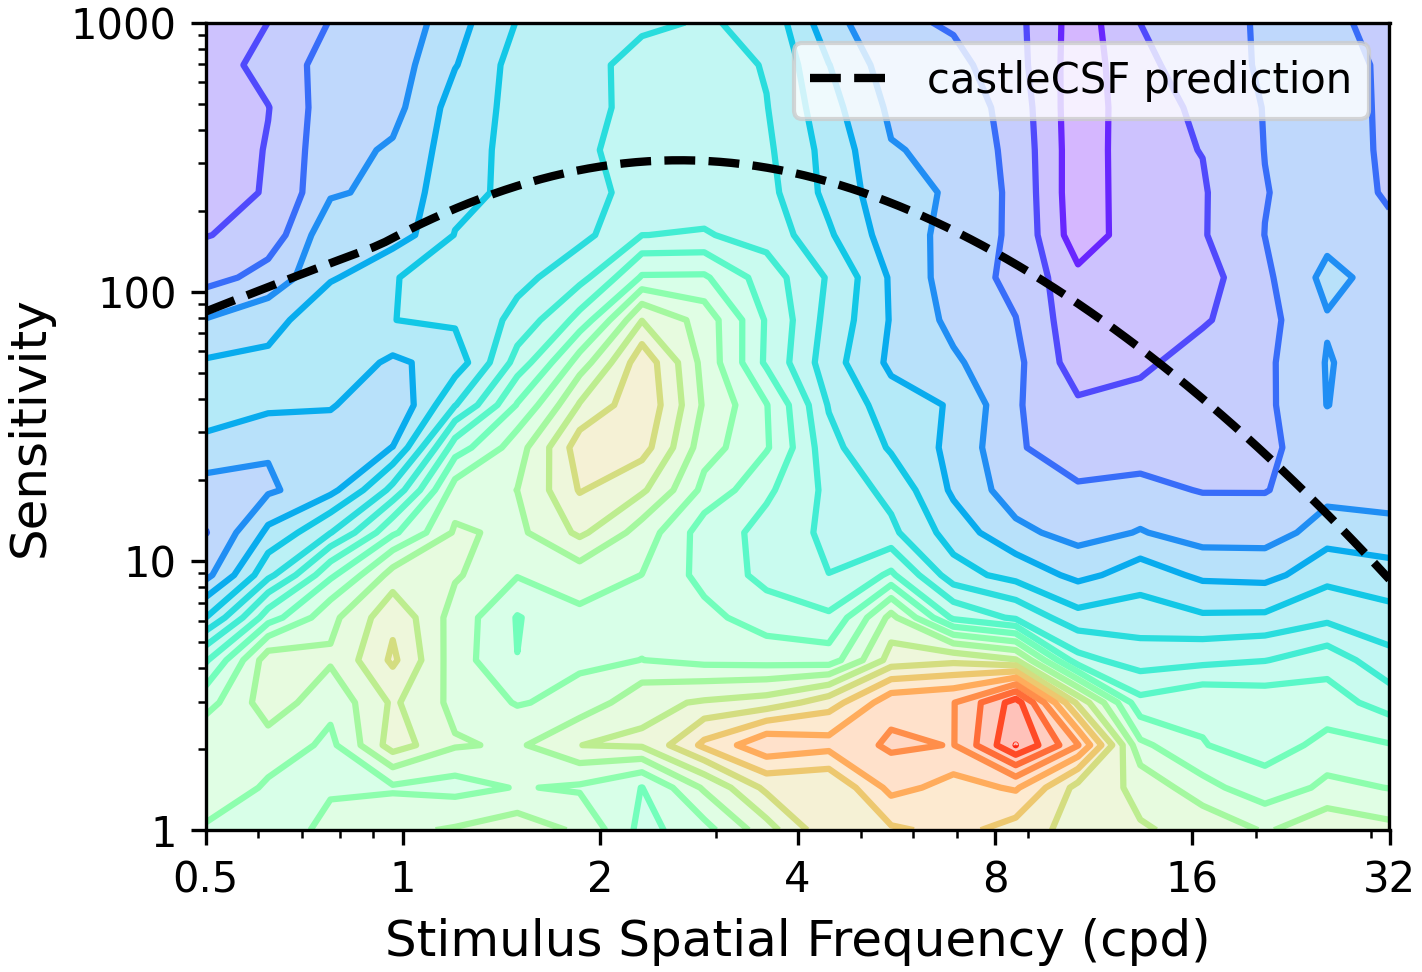 1000
castleCSF prediction
100
Sensitivity
10
1
0.5 1 2 4 8 16 32
Stimulus Spatial Frequency (cpd)